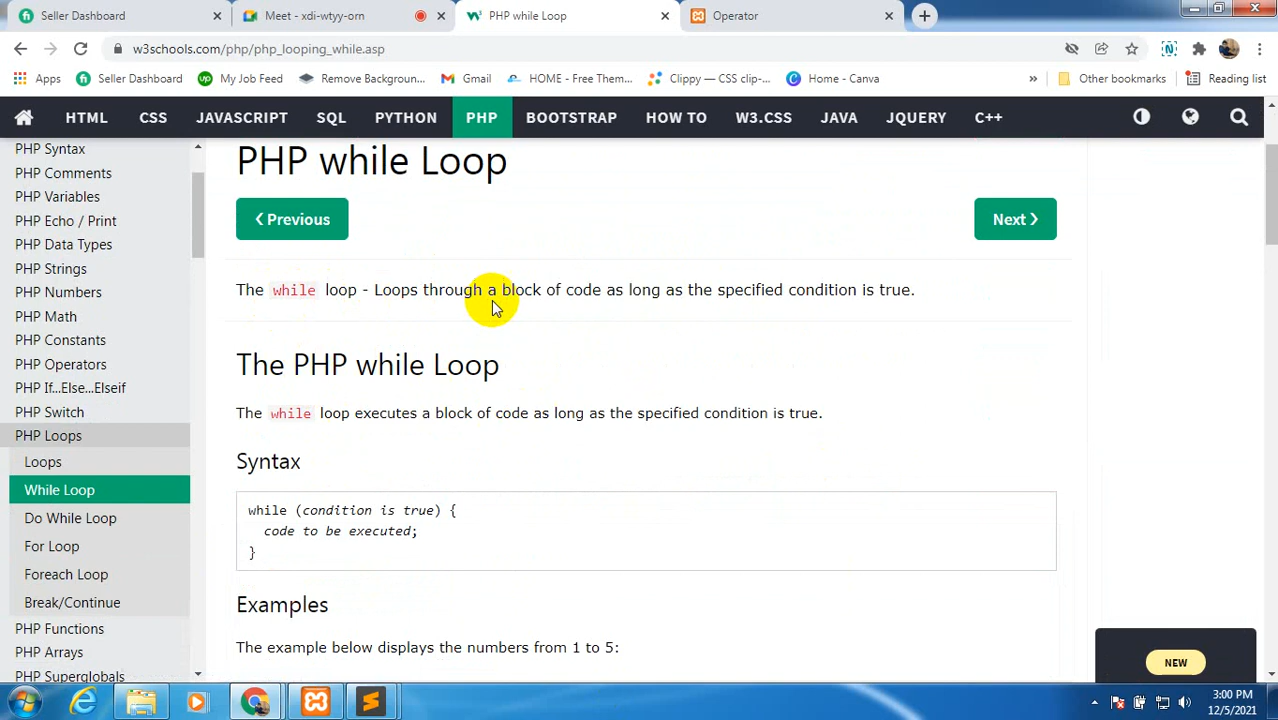 Seller Dashboard
Meet - xdi-wtyy-orn
PHP while Loop
Operator
w3schools.com/php/php_looping_while.asp
Apps
Seller Dashboard
My Job Feed
Remove Backgroun...
Gmail
HOME - Free Them...
Clippy — CSS clip-...
Home - Canva
»
Other bookmarks
Reading list
HTML
CSS
JAVASCRIPT
SQL
PYTHON
PHP
BOOTSTRAP
HOW TO
W3.CSS
JAVA
JQUERY
C++
PHP Syntax
PHP Comments
PHP Variables
PHP Echo / Print
PHP Data Types
PHP Strings
PHP Numbers
PHP Math
PHP Constants
PHP Operators
PHP If...Else...Elseif
PHP Switch
PHP Loops
Loops
While Loop
Do While Loop
For Loop
Foreach Loop
Break/Continue
PHP Functions
PHP Arrays
PHP Superglobals
PHP while Loop
❮ Previous
Next ❯
The while loop - Loops through a block of code as long as the specified condition is true.
The PHP while Loop
The while loop executes a block of code as long as the specified condition is true.
Syntax
while (condition is true) {
code to be executed;
}
Examples
The example below displays the numbers from 1 to 5:
NEW
3:00 PM
12/5/2021